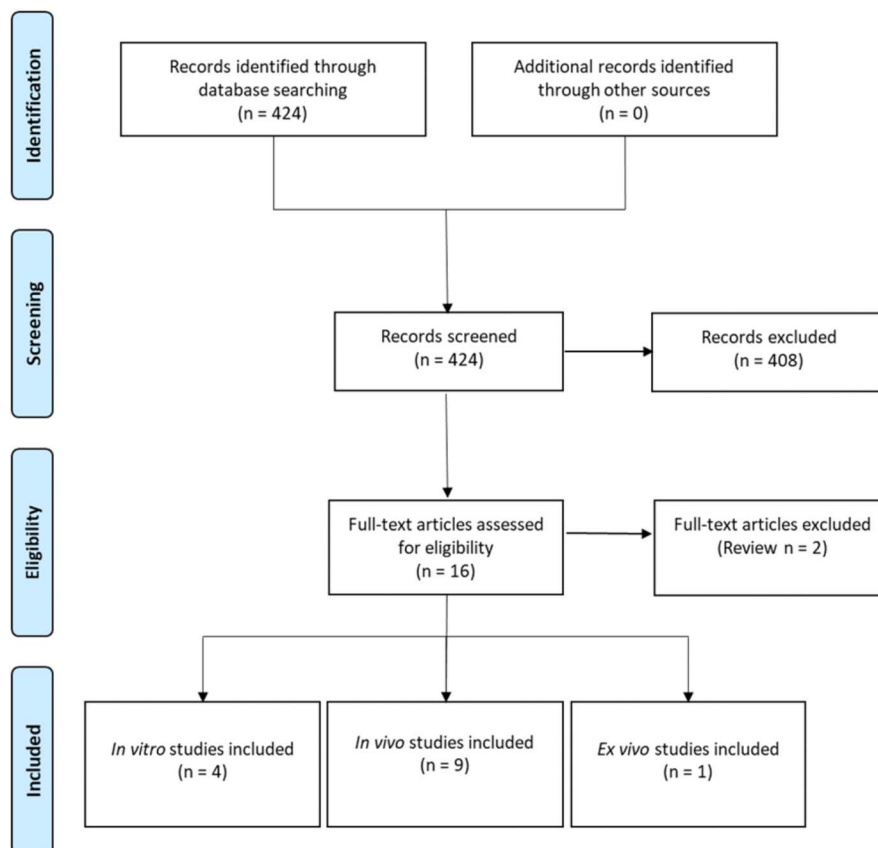 Identification
Records identified through
database searching
(n = 424)
Additional records identified
through other sources
(n = 0)
Screening
Records screened
(n = 424)
Records excluded
(n = 408)
Eligibility
Full-text articles assessed
for eligibility
(n = 16)
Full-text articles excluded
(Review n = 2)
Included
In vitro studies included
(n = 4)
In vivo studies included
(n = 9)
Ex vivo studies included
(n = 1)